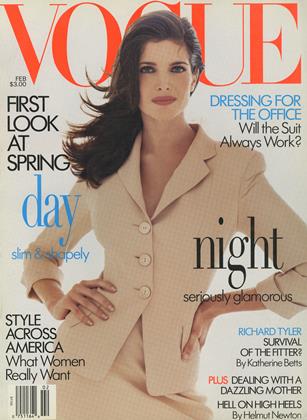 VOGUE
FEB
$3.00
FIRST
LOOK
AT
SPRING
day
slim & shapely
DRESSING FOR
THE OFFICE
Will the Suit
Always Work?
night
seriously glamorous
STYLE
ACROSS
AMERICA
What Women
Really Want
RICHARD TYLER
SURVIVAL
OF THE FITTER?
By Katherine Betts
PLUS DEALING WITH A
DAZZLING MOTHER
HELL ON HIGH HEELS
By Helmut Newton
02